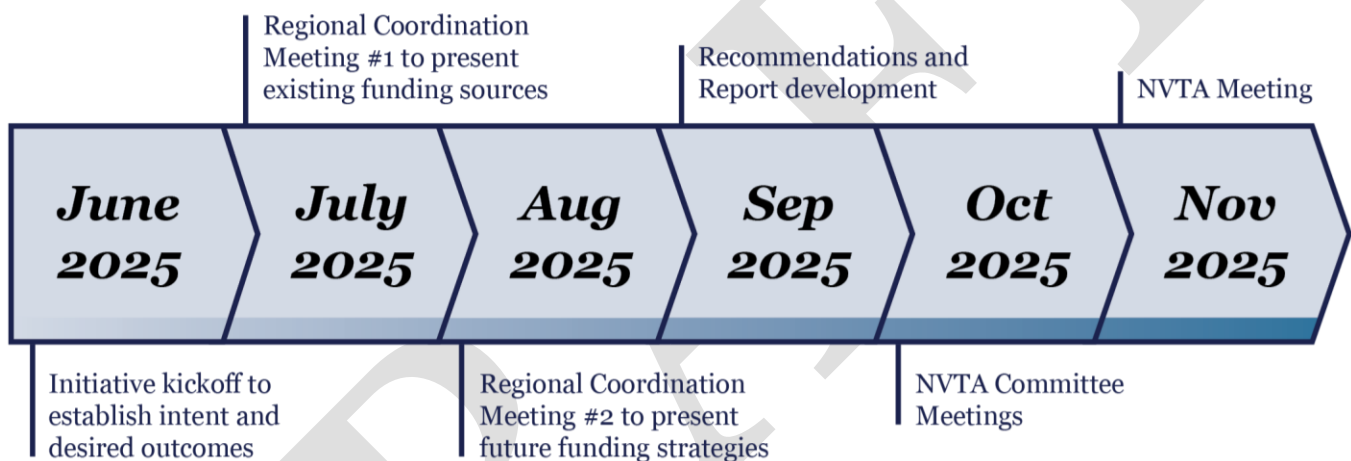 Regional Coordination
Meeting #1 to present
existing funding sources
Recommendations and
Report development
NVTA Meeting
June
2025
July
2025
Aug
2025
Sep
2025
Oct
2025
Nov
2025
Initiative kickoff to
establish intent and
desired outcomes
Regional Coordination
Meeting #2 to present
future funding strategies
NVTA Committee
Meetings